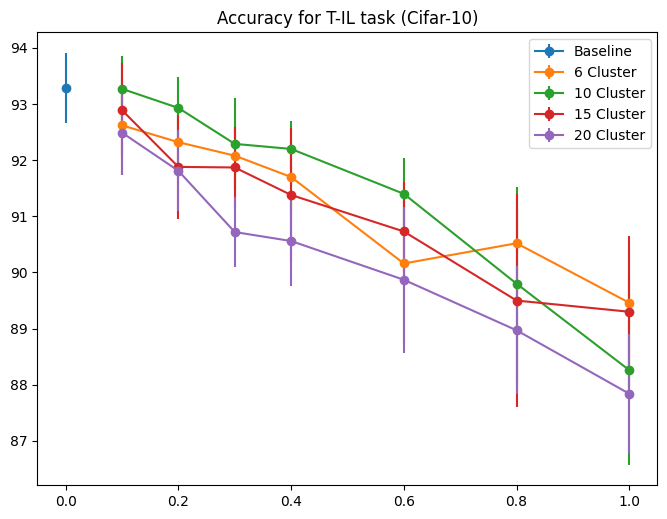 Accuracy for T-IL task (Cifar-10)
94
93
92
91
90
89
88
87
0.0
0.2
0.4
0.6
0.8
1.0
Baseline
6 Cluster
10 Cluster
15 Cluster
20 Cluster